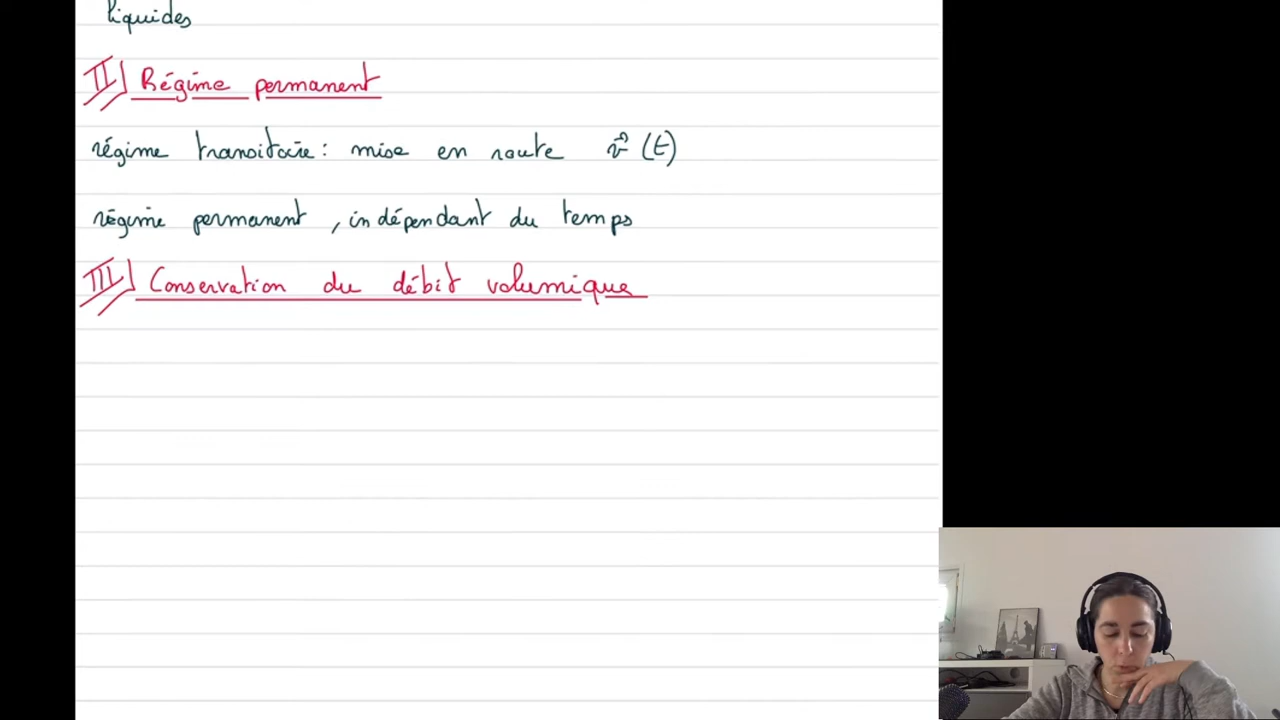 liquides
II] Régime permanent
régime transitoire : mise en route v⃗ (t)
régime permanent, indépendant du temps
III] Conservation du débit volumique